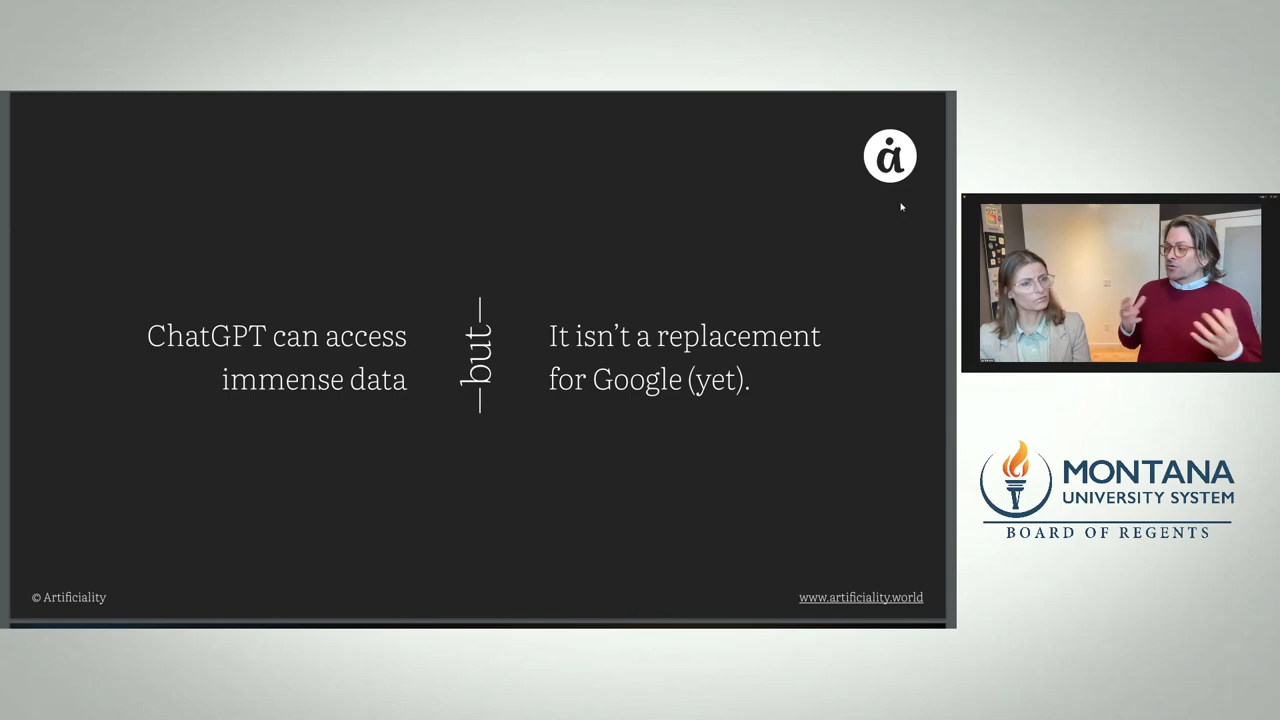 ȧ
ChatGPT can access
immense data
—but—
It isn’t a replacement
for Google (yet).
© Artificiality
www.artificiality.world
MONTANA
UNIVERSITY SYSTEM
BOARD OF REGENTS